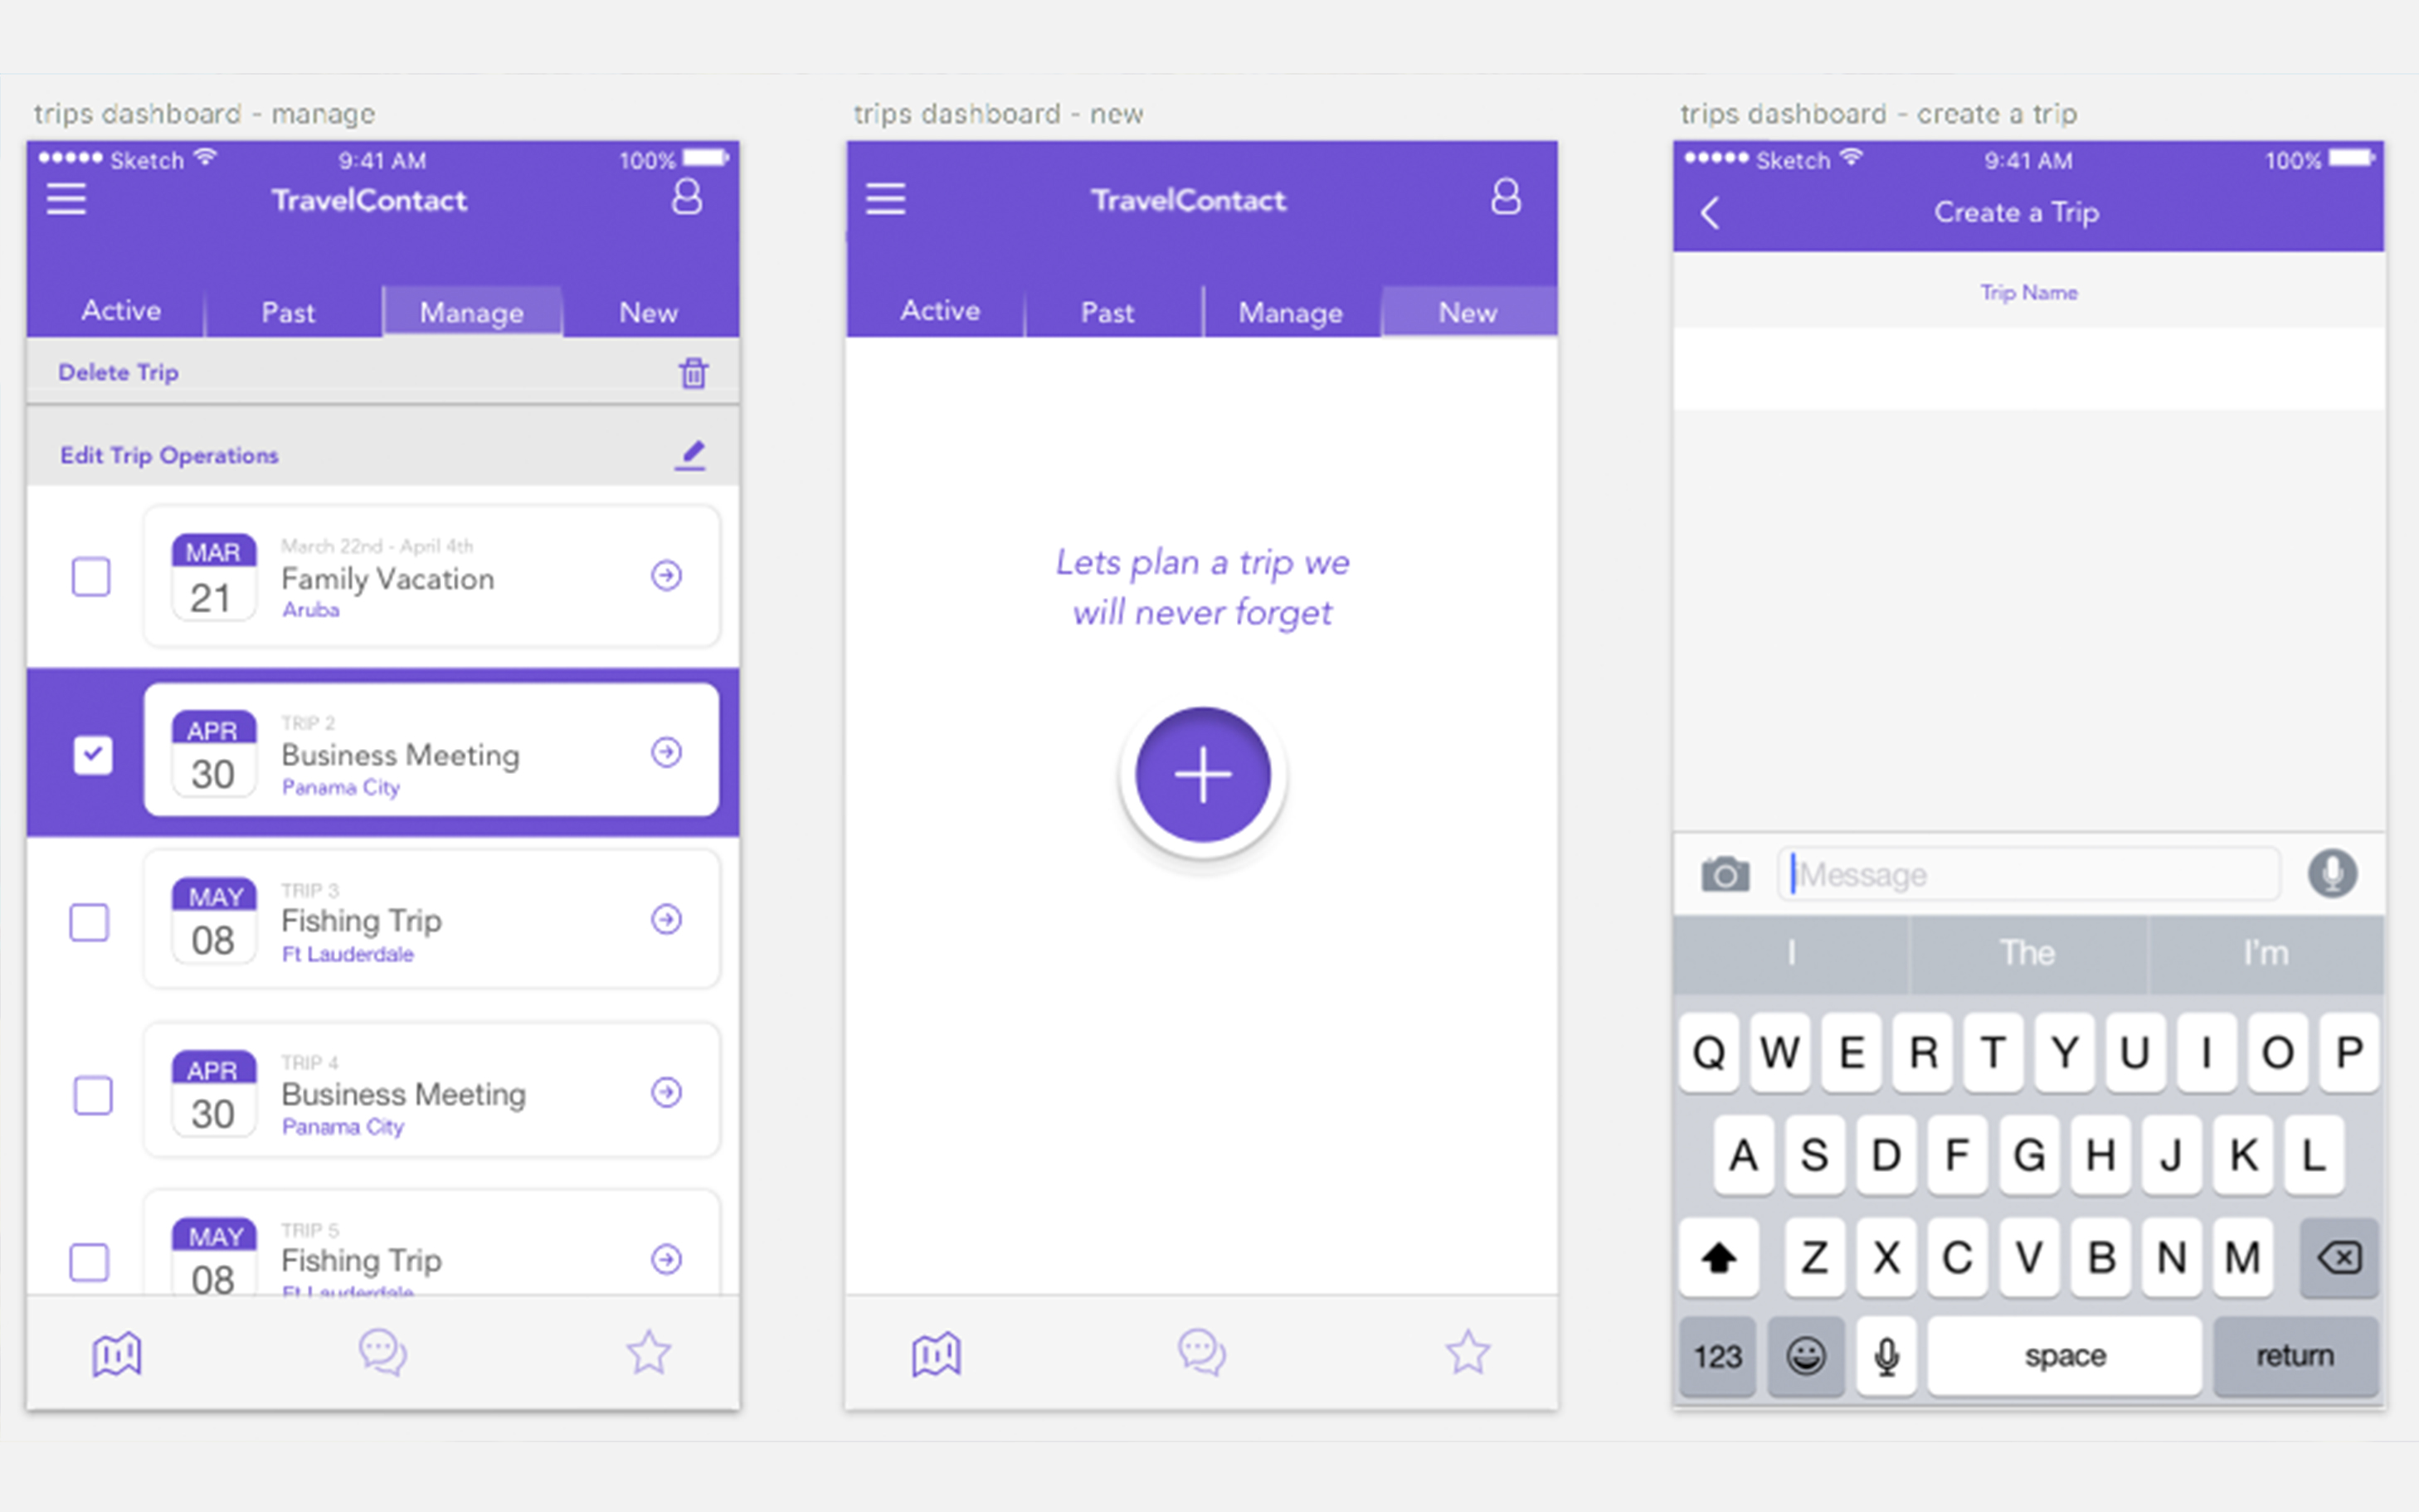 trips dashboard - manage
Sketch 9:41 AM 100%
TravelContact
Active Past Manage New
Delete Trip
Edit Trip Operations
MAR
21
March 22nd - April 4th
Family Vacation
Aruba
APR
30
TRIP 2
Business Meeting
Panama City
MAY
08
TRIP 3
Fishing Trip
Ft Lauderdale
APR
30
TRIP 4
Business Meeting
Panama City
MAY
08
TRIP 5
Fishing Trip
Ft Lauderdale
trips dashboard - new
TravelContact
Active Past Manage New
Lets plan a trip we
will never forget
trips dashboard - create a trip
Sketch 9:41 AM 100%
Create a Trip
Trip Name
iMessage
I The I'm
Q W E R T Y U I O P
A S D F G H J K L
Z X C V B N M
123 space return